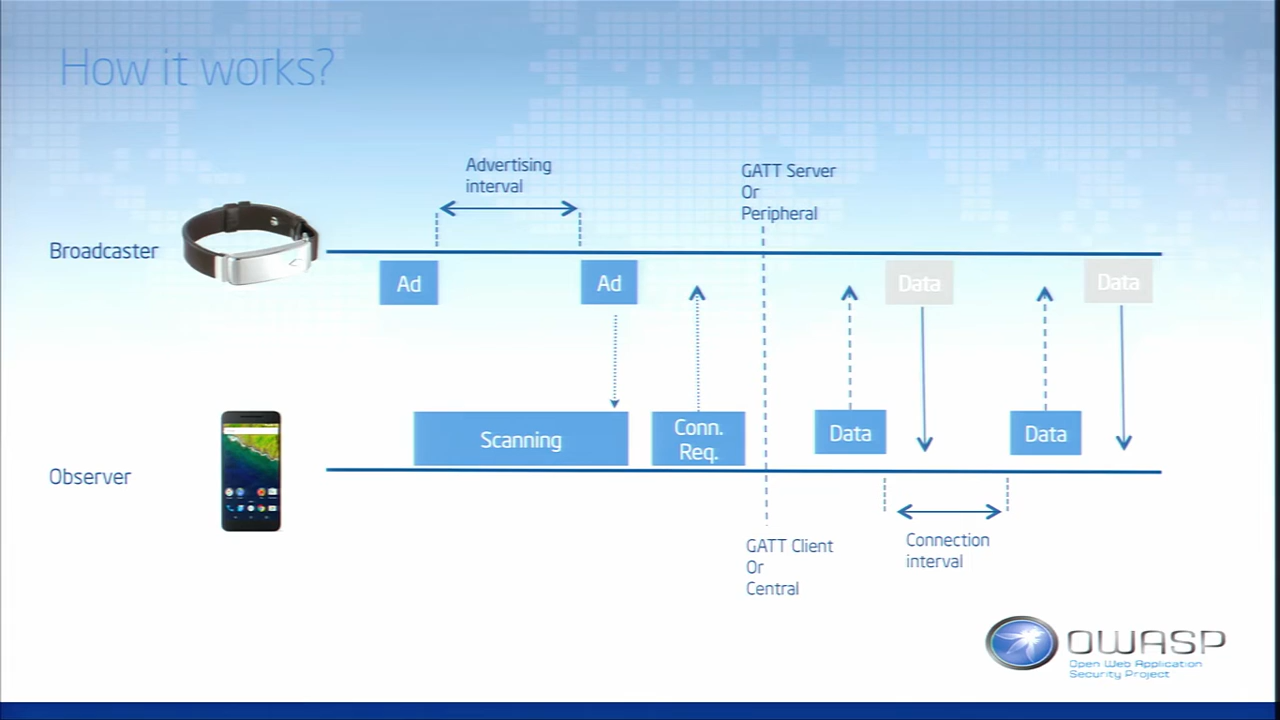 How it works?
Advertising
interval
GATT Server
Or
Peripheral
Broadcaster
Ad
Ad
Data
Data
Scanning
Conn.
Req.
Data
Data
Observer
GATT Client
Or
Central
Connection
interval
OWASP
Open Web Application
Security Project